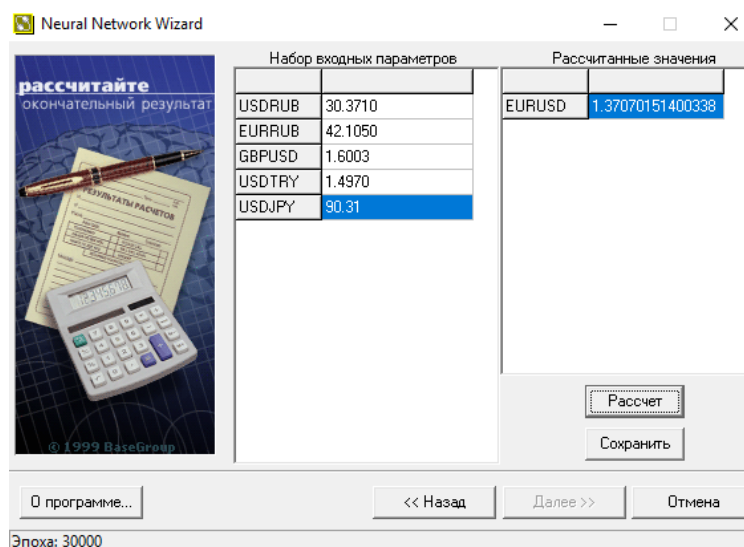 Neural Network Wizard
рассчитайте
окончательный результат
РЕЗУЛЬТАТЫ РАСЧЕТОВ
12345678
© 1999 BaseGroup
Набор входных параметров
USDRUB 30.3710
EURRUB 42.1050
GBPUSD 1.6003
USDTRY 1.4970
USDJPY 90.31
Рассчитанные значения
EURUSD 1.37070151400338
Рассчет
Сохранить
О программе...
<< Назад
Далее >>
Отмена
Эпоха: 30000